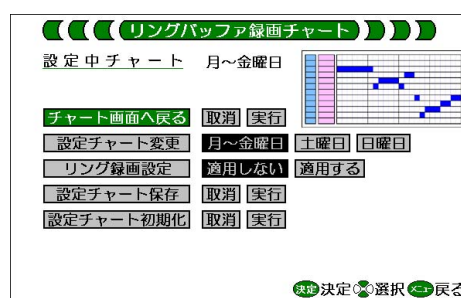 リングバッファ録画チャート
設定中チャート 月～金曜日
チャート画面へ戻る 取消 実行
設定チャート変更 月～金曜日 土曜日 日曜日
リング録画設定 適用しない 適用する
設定チャート保存 取消 実行
設定チャート初期化 取消 実行
決定 決定 選択 メニュー 戻る